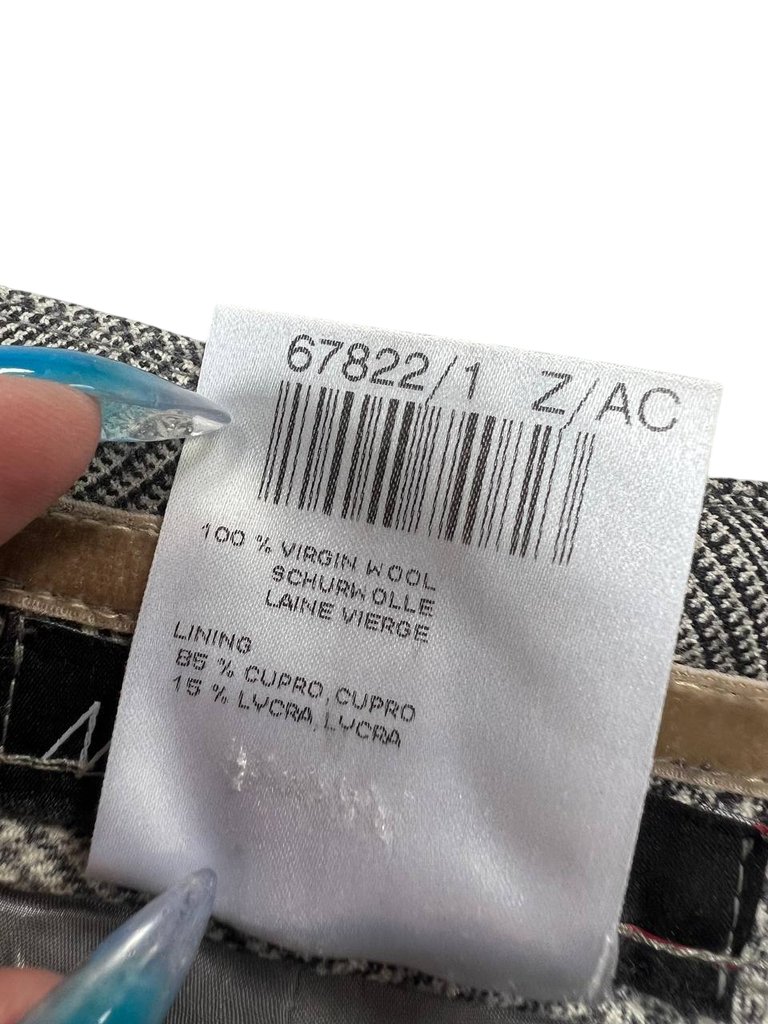 67822/1 Z/AC
100 % VIRGIN WOOL
SCHURWOLLE
LAINE VIERGE
LINING
85 % CUPRO,CUPRO
15 % LYCRA,LYCRA